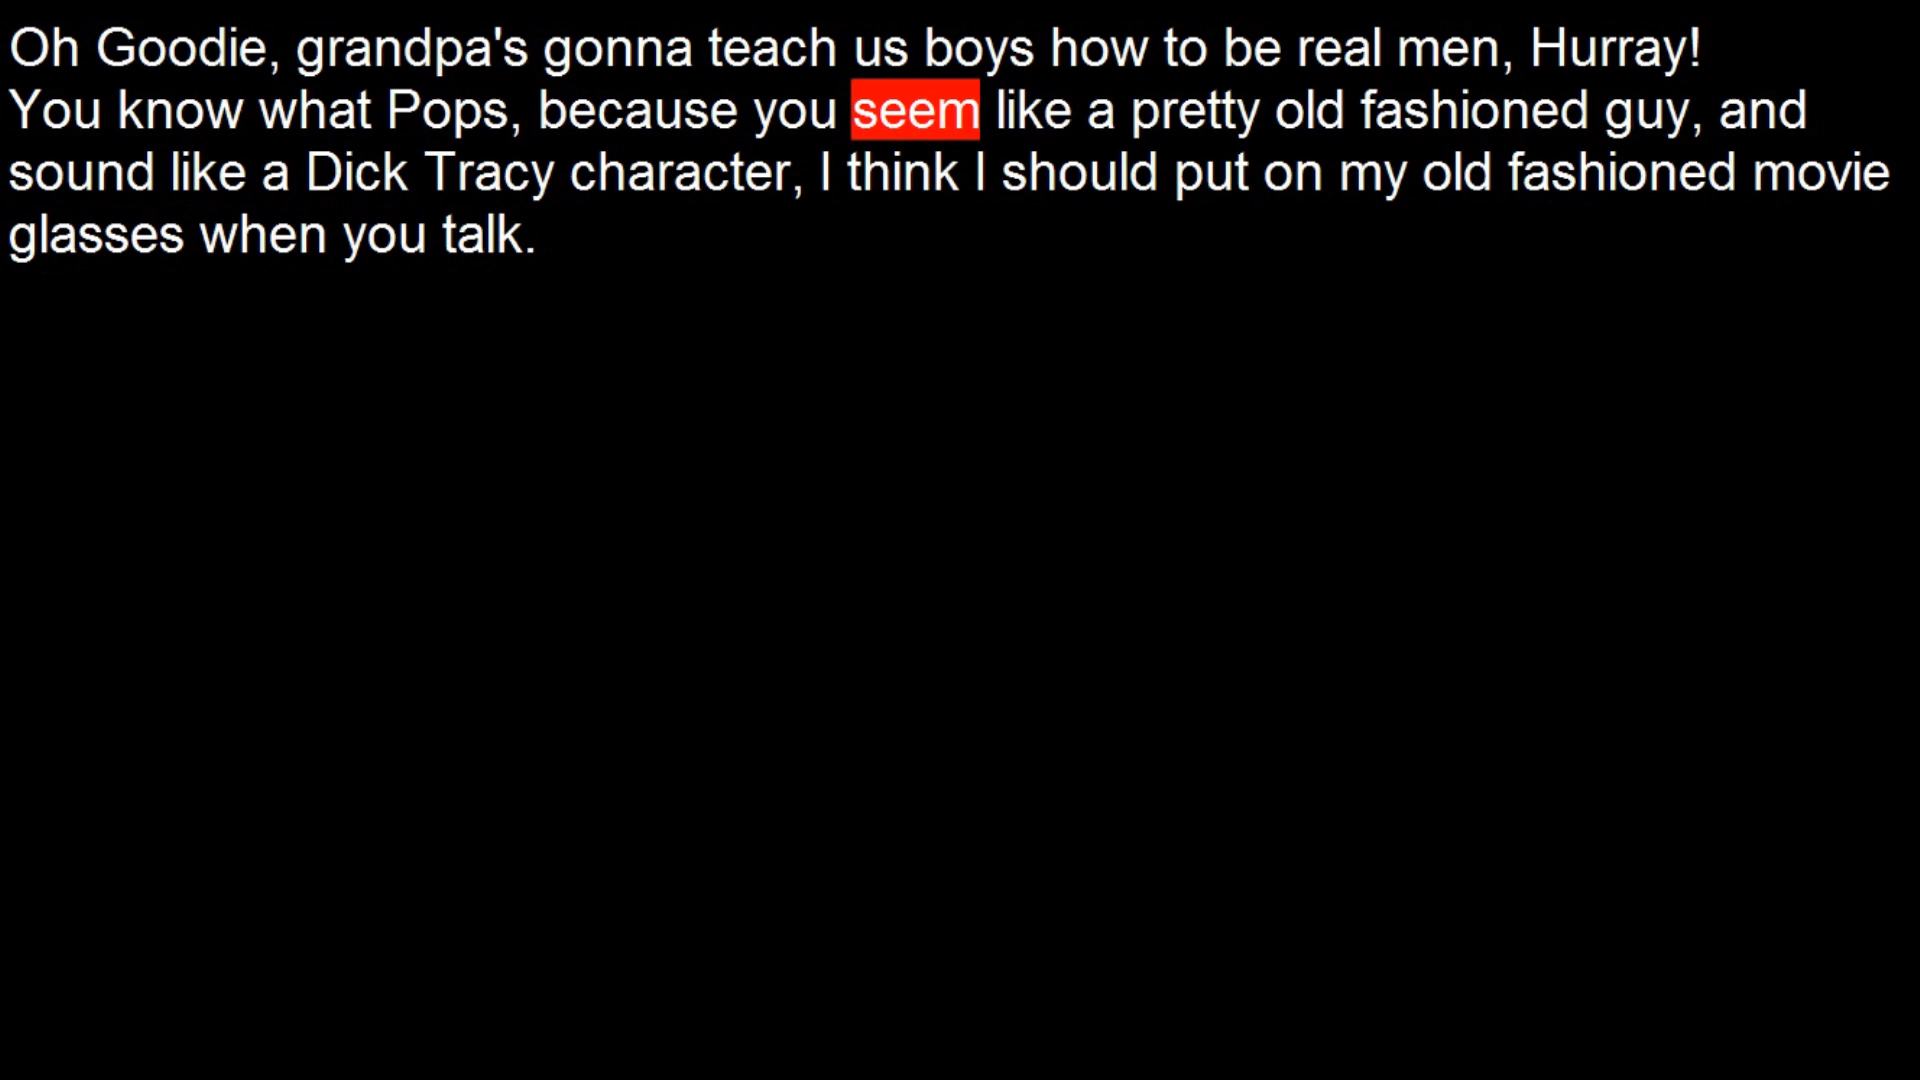 Oh Goodie, grandpa's gonna teach us boys how to be real men, Hurray!
You know what Pops, because you seem like a pretty old fashioned guy, and
sound like a Dick Tracy character, I think I should put on my old fashioned movie
glasses when you talk.